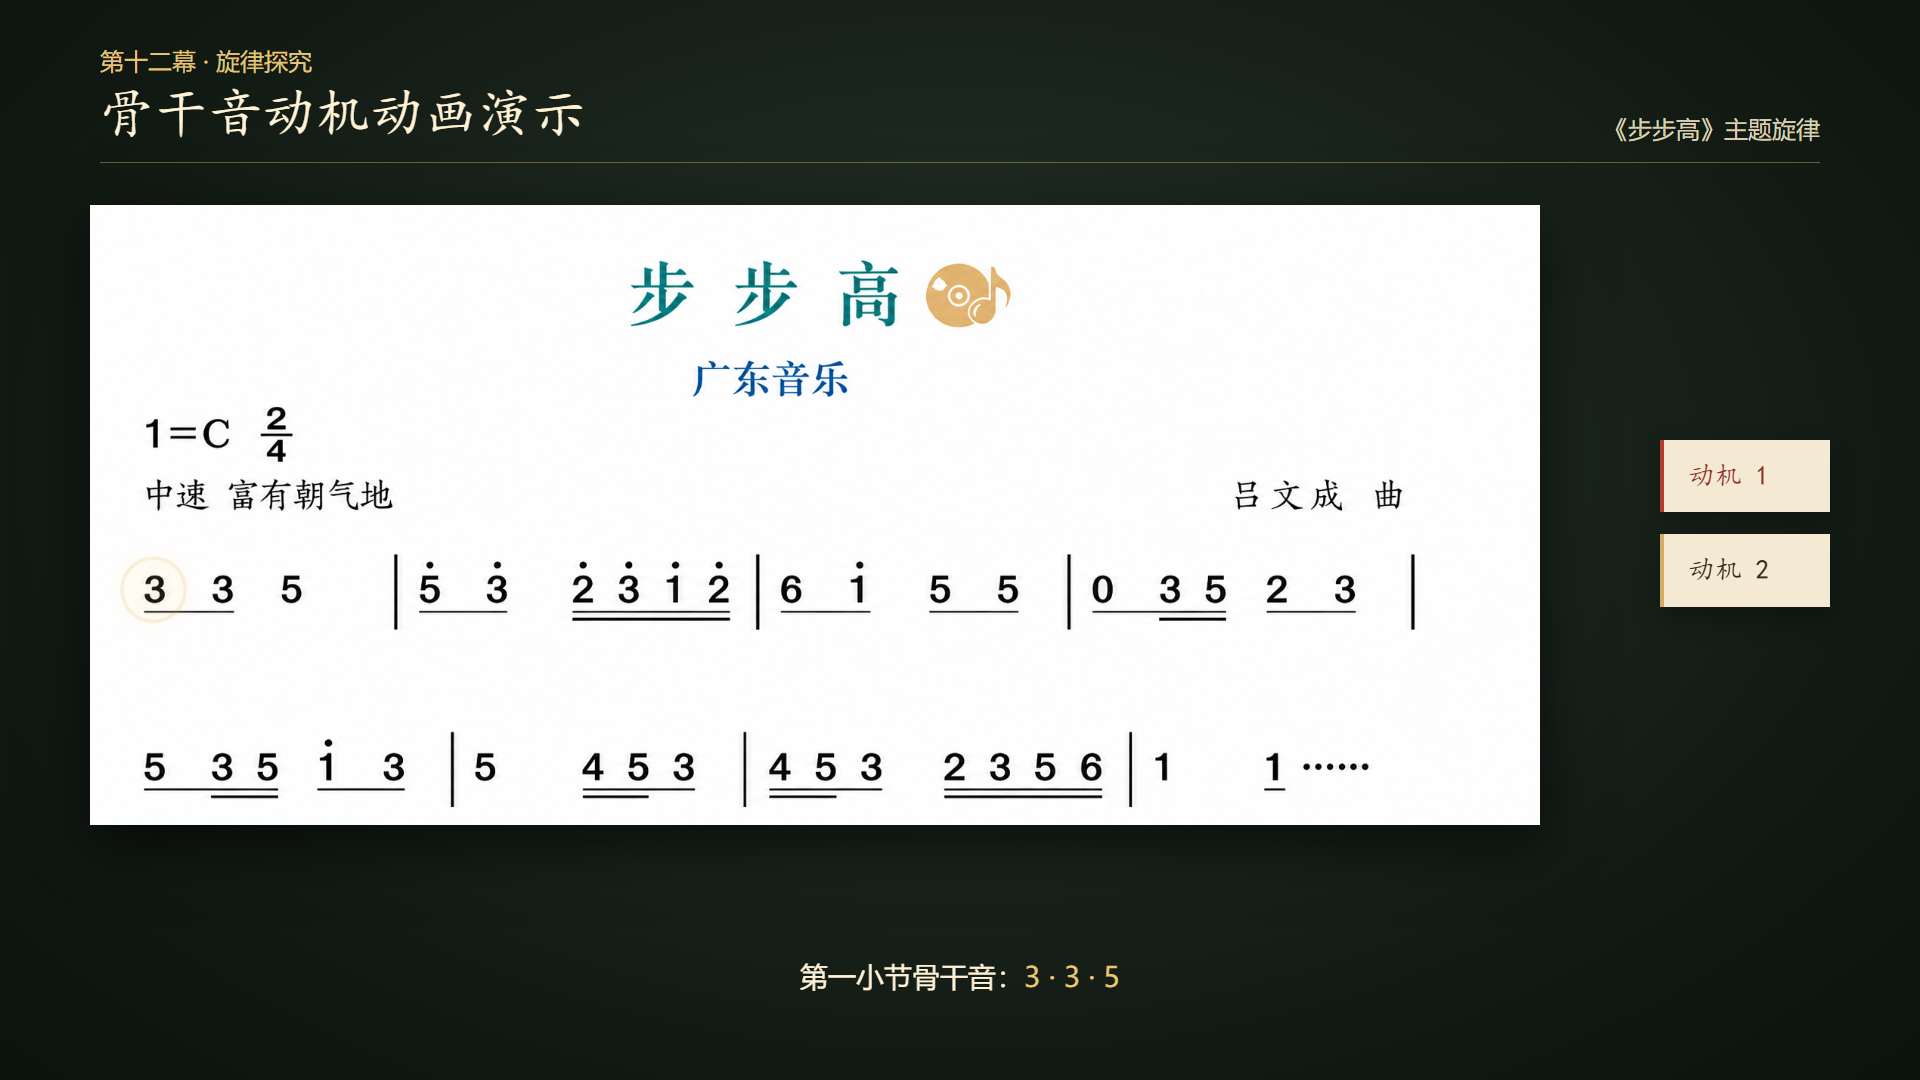 第十二幕 · 旋律探究
骨干音动机动画演示
《步步高》主题旋律
步步高
广东音乐
1=C 2/4
中速 富有朝气地
吕文成 曲
3 3 5 | 5̇ 3̇ 2̇ 3̇ 1̇ 2̇ | 6 1̇ 5 5 | 0 3 5 2 3 |
5 3 5 1̇ 3 | 5 4 5 3 | 4 5 3 2 3 5 6 | 1 1 ……
动机 1
动机 2
第一小节骨干音：3 · 3 · 5